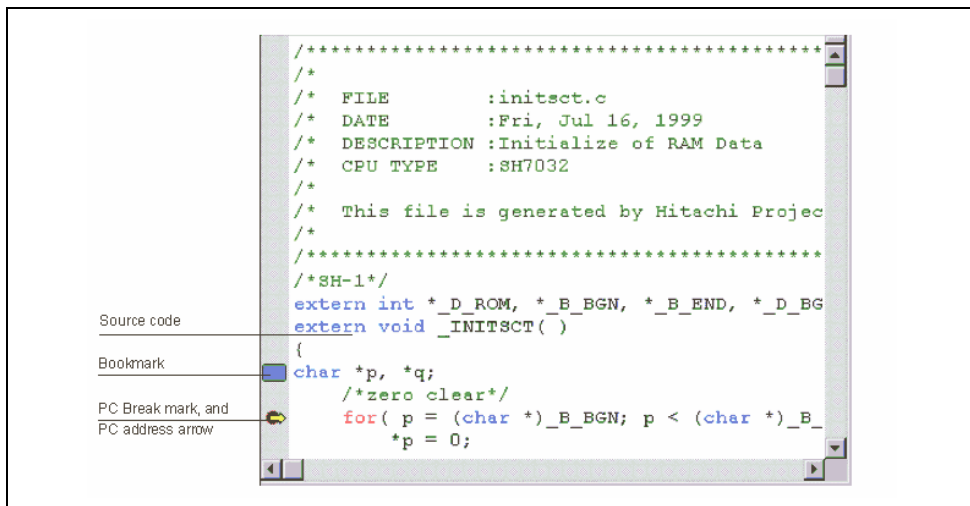 /*******************************************
/*
/*  FILE        :initsct.c
/*  DATE        :Fri, Jul 16, 1999
/*  DESCRIPTION :Initialize of RAM Data
/*  CPU TYPE    :SH7032
/*
/*  This file is generated by Hitachi Projec
/*
/*******************************************
/*SH-1*/
extern int *_D_ROM, *_B_BGN, *_B_END, *_D_BG
Source code
extern void _INITSCT( )
{
Bookmark
char *p, *q;
/*zero clear*/
PC Break mark, and
PC address arrow
for( p = (char *)_B_BGN; p < (char *)_B_
*p = 0;